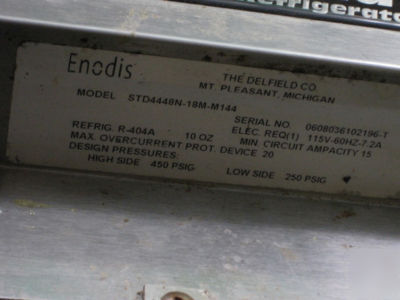 Refrigerato
Enodis
THE DELFIELD CO.
MT. PLEASANT, MICHIGAN
MODEL STD4448N-18M-M144
SERIAL NO. 0608036102196-T
REFRIG. R-404A 10 OZ ELEC. REQ(1) 115V-60HZ-7.2A
MAX. OVERCURRENT PROT. DEVICE 20 MIN. CIRCUIT AMPACITY 15
DESIGN PRESSURES:
HIGH SIDE 450 PSIG LOW SIDE 250 PSIG